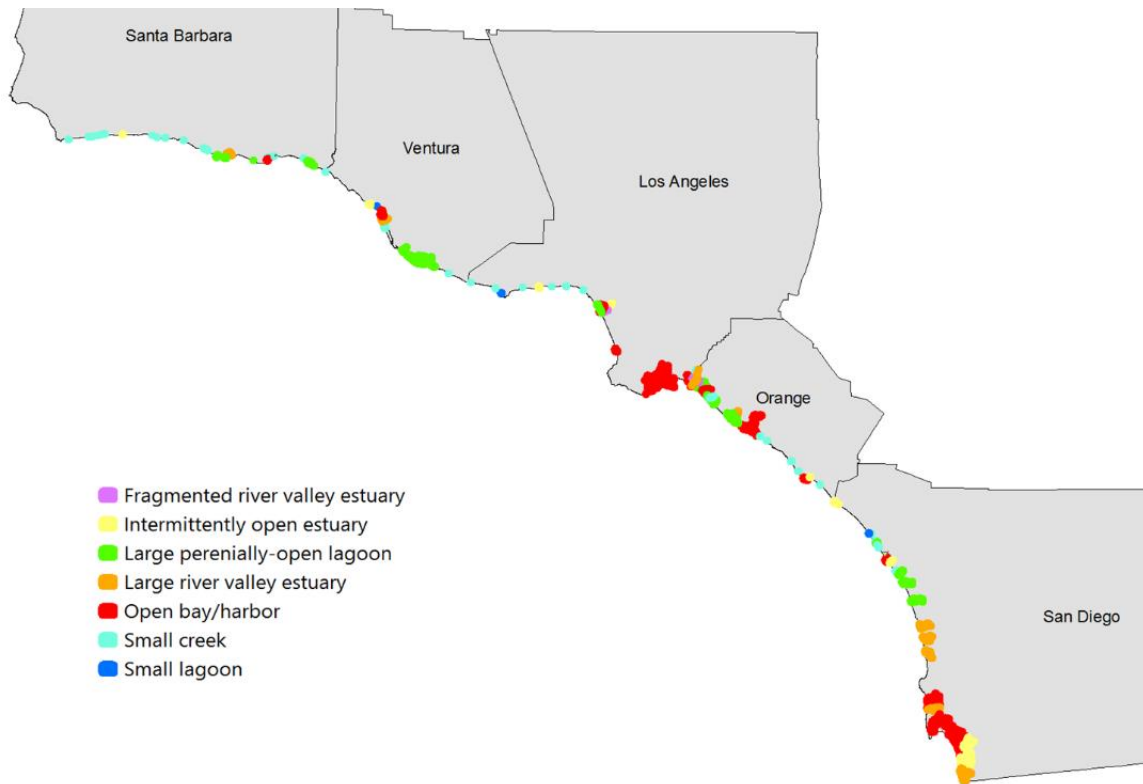 Santa Barbara
Ventura
Los Angeles
Orange
San Diego
Fragmented river valley estuary
Intermittently open estuary
Large perenially-open lagoon
Large river valley estuary
Open bay/harbor
Small creek
Small lagoon